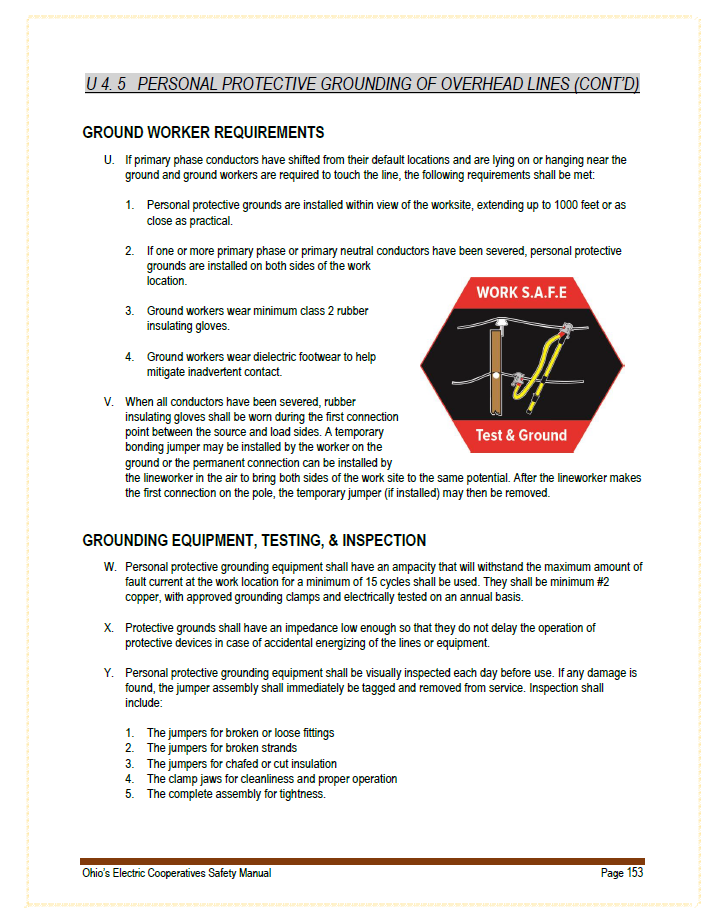 U 4. 5 PERSONAL PROTECTIVE GROUNDING OF OVERHEAD LINES (CONT'D)
GROUND WORKER REQUIREMENTS
U. If primary phase conductors have shifted from their default locations and are lying on or hanging near the
ground and ground workers are required to touch the line, the following requirements shall be met:
1. Personal protective grounds are installed within view of the worksite, extending up to 1000 feet or as
close as practical.
2. If one or more primary phase or primary neutral conductors have been severed, personal protective
grounds are installed on both sides of the work
location.
3. Ground workers wear minimum class 2 rubber
insulating gloves.
4. Ground workers wear dielectric footwear to help
mitigate inadvertent contact.
WORK S.A.F.E
Test & Ground
V. When all conductors have been severed, rubber
insulating gloves shall be worn during the first connection
point between the source and load sides. A temporary
bonding jumper may be installed by the worker on the
ground or the permanent connection can be installed by
the lineworker in the air to bring both sides of the work site to the same potential. After the lineworker makes
the first connection on the pole, the temporary jumper (if installed) may then be removed.
GROUNDING EQUIPMENT, TESTING, & INSPECTION
W. Personal protective grounding equipment shall have an ampacity that will withstand the maximum amount of
fault current at the work location for a minimum of 15 cycles shall be used. They shall be minimum #2
copper, with approved grounding clamps and electrically tested on an annual basis.
X. Protective grounds shall have an impedance low enough so that they do not delay the operation of
protective devices in case of accidental energizing of the lines or equipment.
Y. Personal protective grounding equipment shall be visually inspected each day before use. If any damage is
found, the jumper assembly shall immediately be tagged and removed from service. Inspection shall
include:
1. The jumpers for broken or loose fittings
2. The jumpers for broken strands
3. The jumpers for chafed or cut insulation
4. The clamp jaws for cleanliness and proper operation
5. The complete assembly for tightness.
Ohio's Electric Cooperatives Safety Manual Page 153